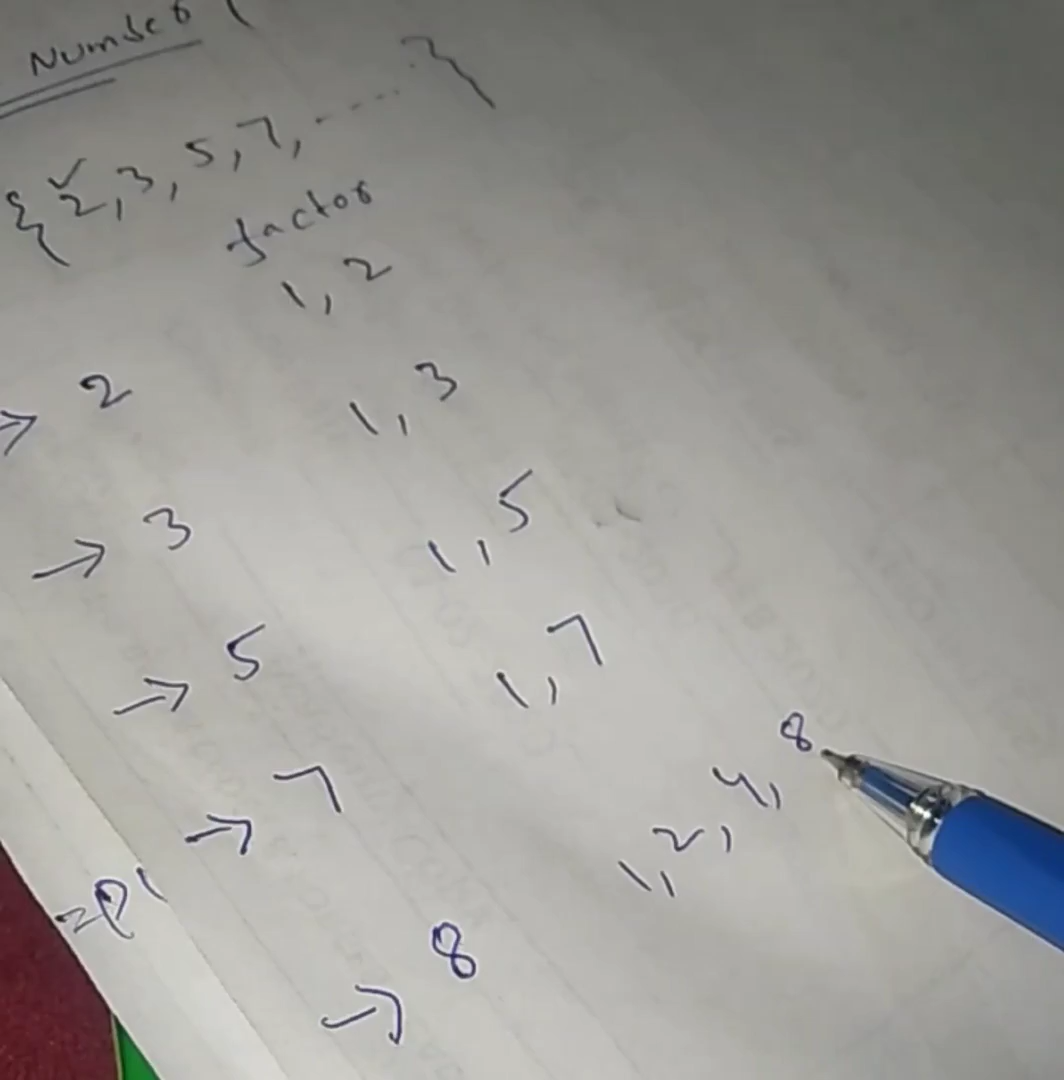 Number (
{2, 3, 5, 7, ..... }
factor
→ 2 1, 2
→ 3 1, 3
→ 5 1, 5
→ 7 1, 7
→ 8 1, 2, 4, 8